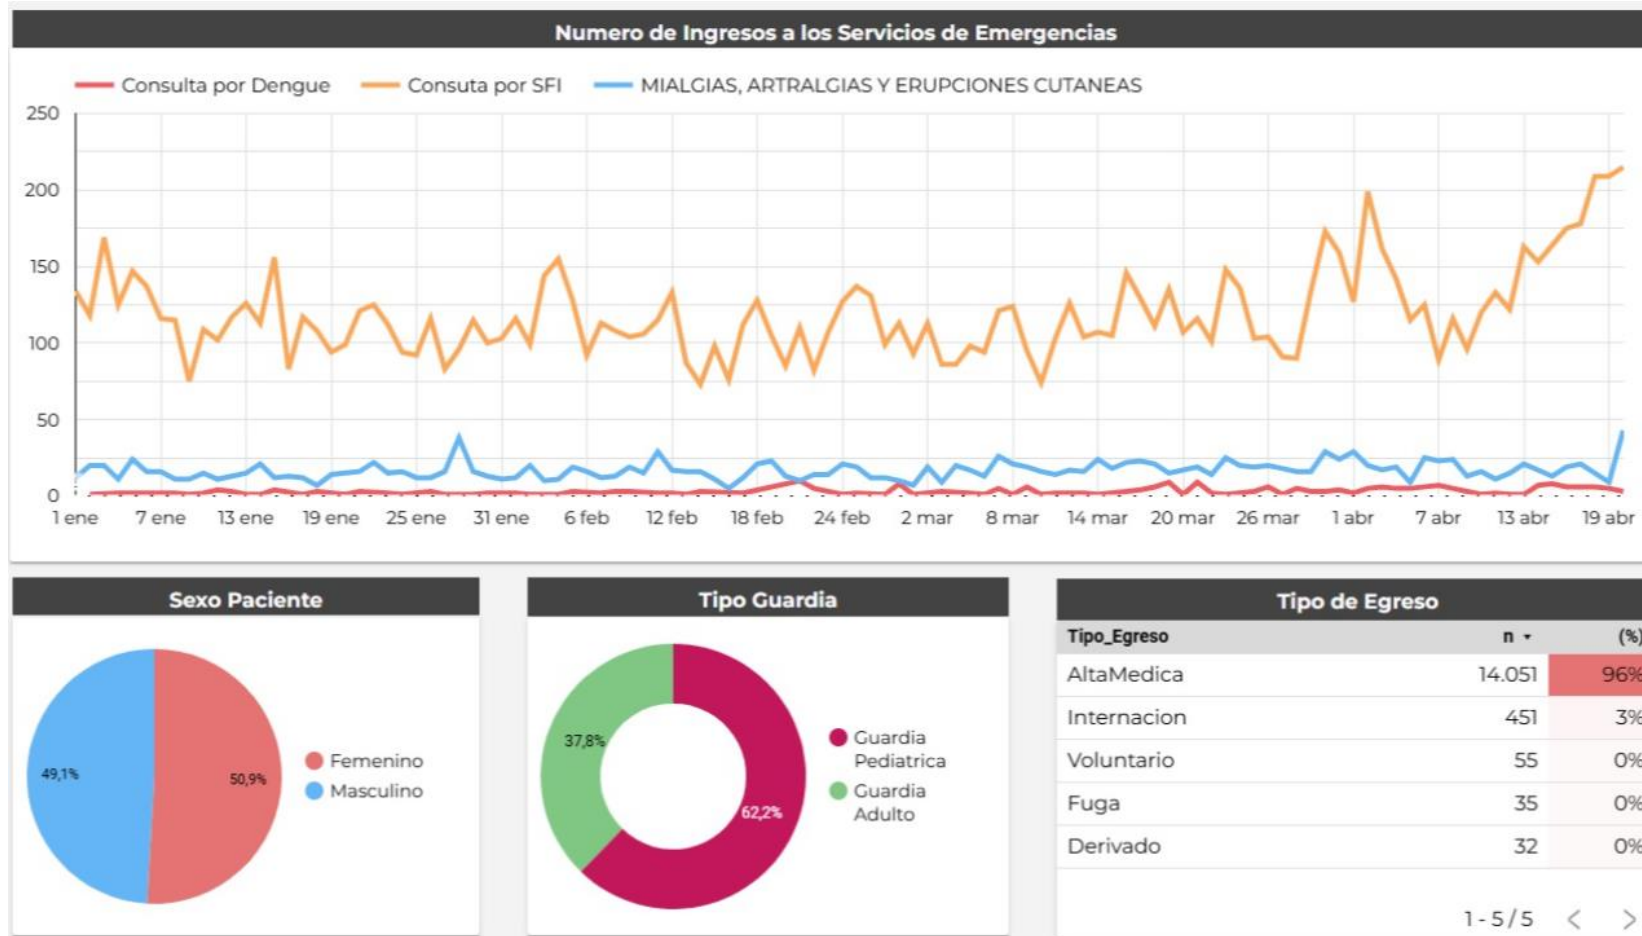 Numero de Ingresos a los Servicios de Emergencias
Consulta por Dengue Consuta por SFI MIALGIAS, ARTRALGIAS Y ERUPCIONES CUTANEAS
250
200
150
100
50
0
1 ene 7 ene 13 ene 19 ene 25 ene 31 ene 6 feb 12 feb 18 feb 24 feb 2 mar 8 mar 14 mar 20 mar 26 mar 1 abr 7 abr 13 abr 19 abr
Sexo Paciente
49,1%
50,9%
Femenino
Masculino
Tipo Guardia
37,8%
62,2%
Guardia
Pediatrica
Guardia
Adulto
Tipo de Egreso
Tipo_Egreso n (%)
AltaMedica 14.051 96%
Internacion 451 3%
Voluntario 55 0%
Fuga 35 0%
Derivado 32 0%
1 - 5 / 5 < >